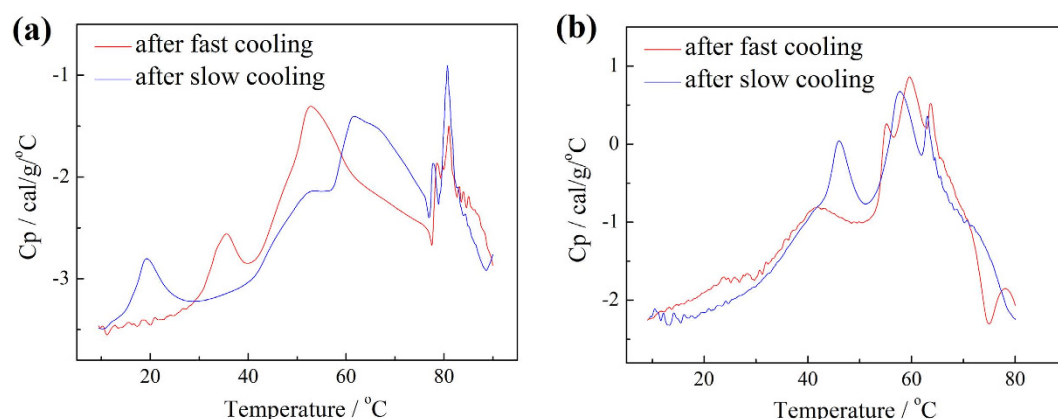 (a)
after fast cooling
after slow cooling
-1
-2
-3
Cp / cal/g/°C
20 40 60 80
Temperature / °C
(b)
after fast cooling
after slow cooling
1
0
-1
-2
Cp / cal/g/°C
20 40 60 80
Temperature / °C